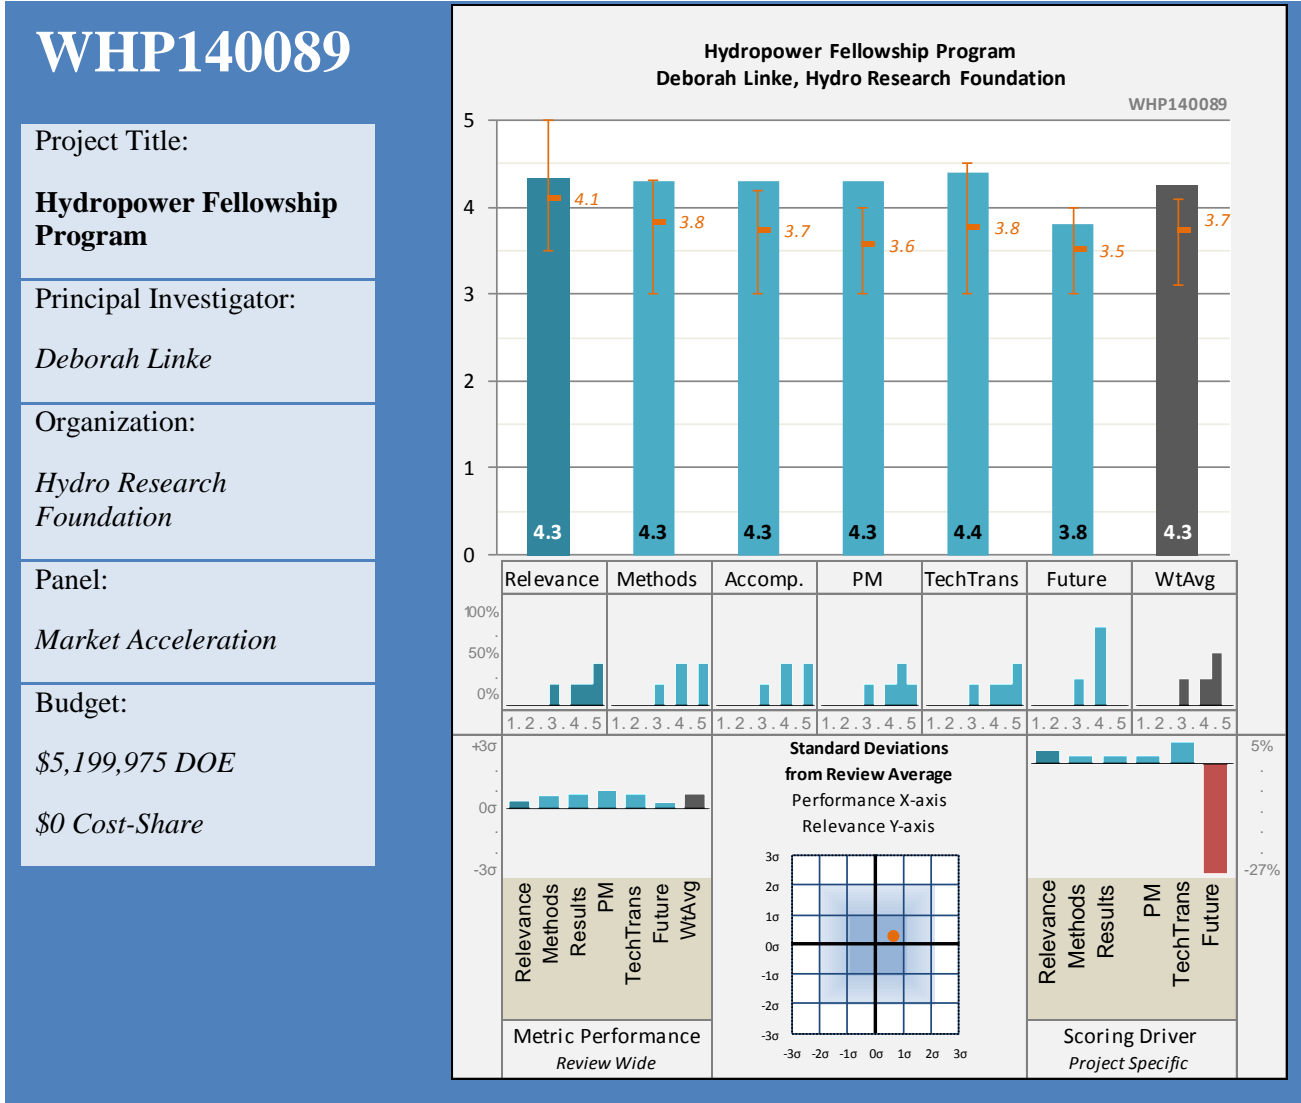 WHP140089
Project Title:
Hydropower Fellowship
Program
Principal Investigator:
Deborah Linke
Organization:
Hydro Research
Foundation
Panel:
Market Acceleration
Budget:
$5,199,975 DOE
$0 Cost-Share
Hydropower Fellowship Program
Deborah Linke, Hydro Research Foundation
WHP140089
5
4
3
2
1
0
4.1
3.8
3.7
3.6
3.8
3.5
3.7
4.3 4.3 4.3 4.3 4.4 3.8 4.3
Relevance Methods Accomp. PM TechTrans Future WtAvg
100%
.
50%
.
0%
1.2.3.4.5 1.2.3.4.5 1.2.3.4.5 1.2.3.4.5 1.2.3.4.5 1.2.3.4.5 1.2.3.4.5
+3σ
.
.
0σ
.
.
-3σ
Relevance
Methods
Results
PM
TechTrans
Future
WtAvg
Metric Performance
Review Wide
Standard Deviations
from Review Average
Performance X-axis
Relevance Y-axis
3σ
2σ
1σ
0σ
-1σ
-2σ
-3σ
-3σ -2σ -1σ 0σ 1σ 2σ 3σ
5%
.
.
.
.
.
-27%
Relevance
Methods
Results
PM
TechTrans
Future
Scoring Driver
Project Specific